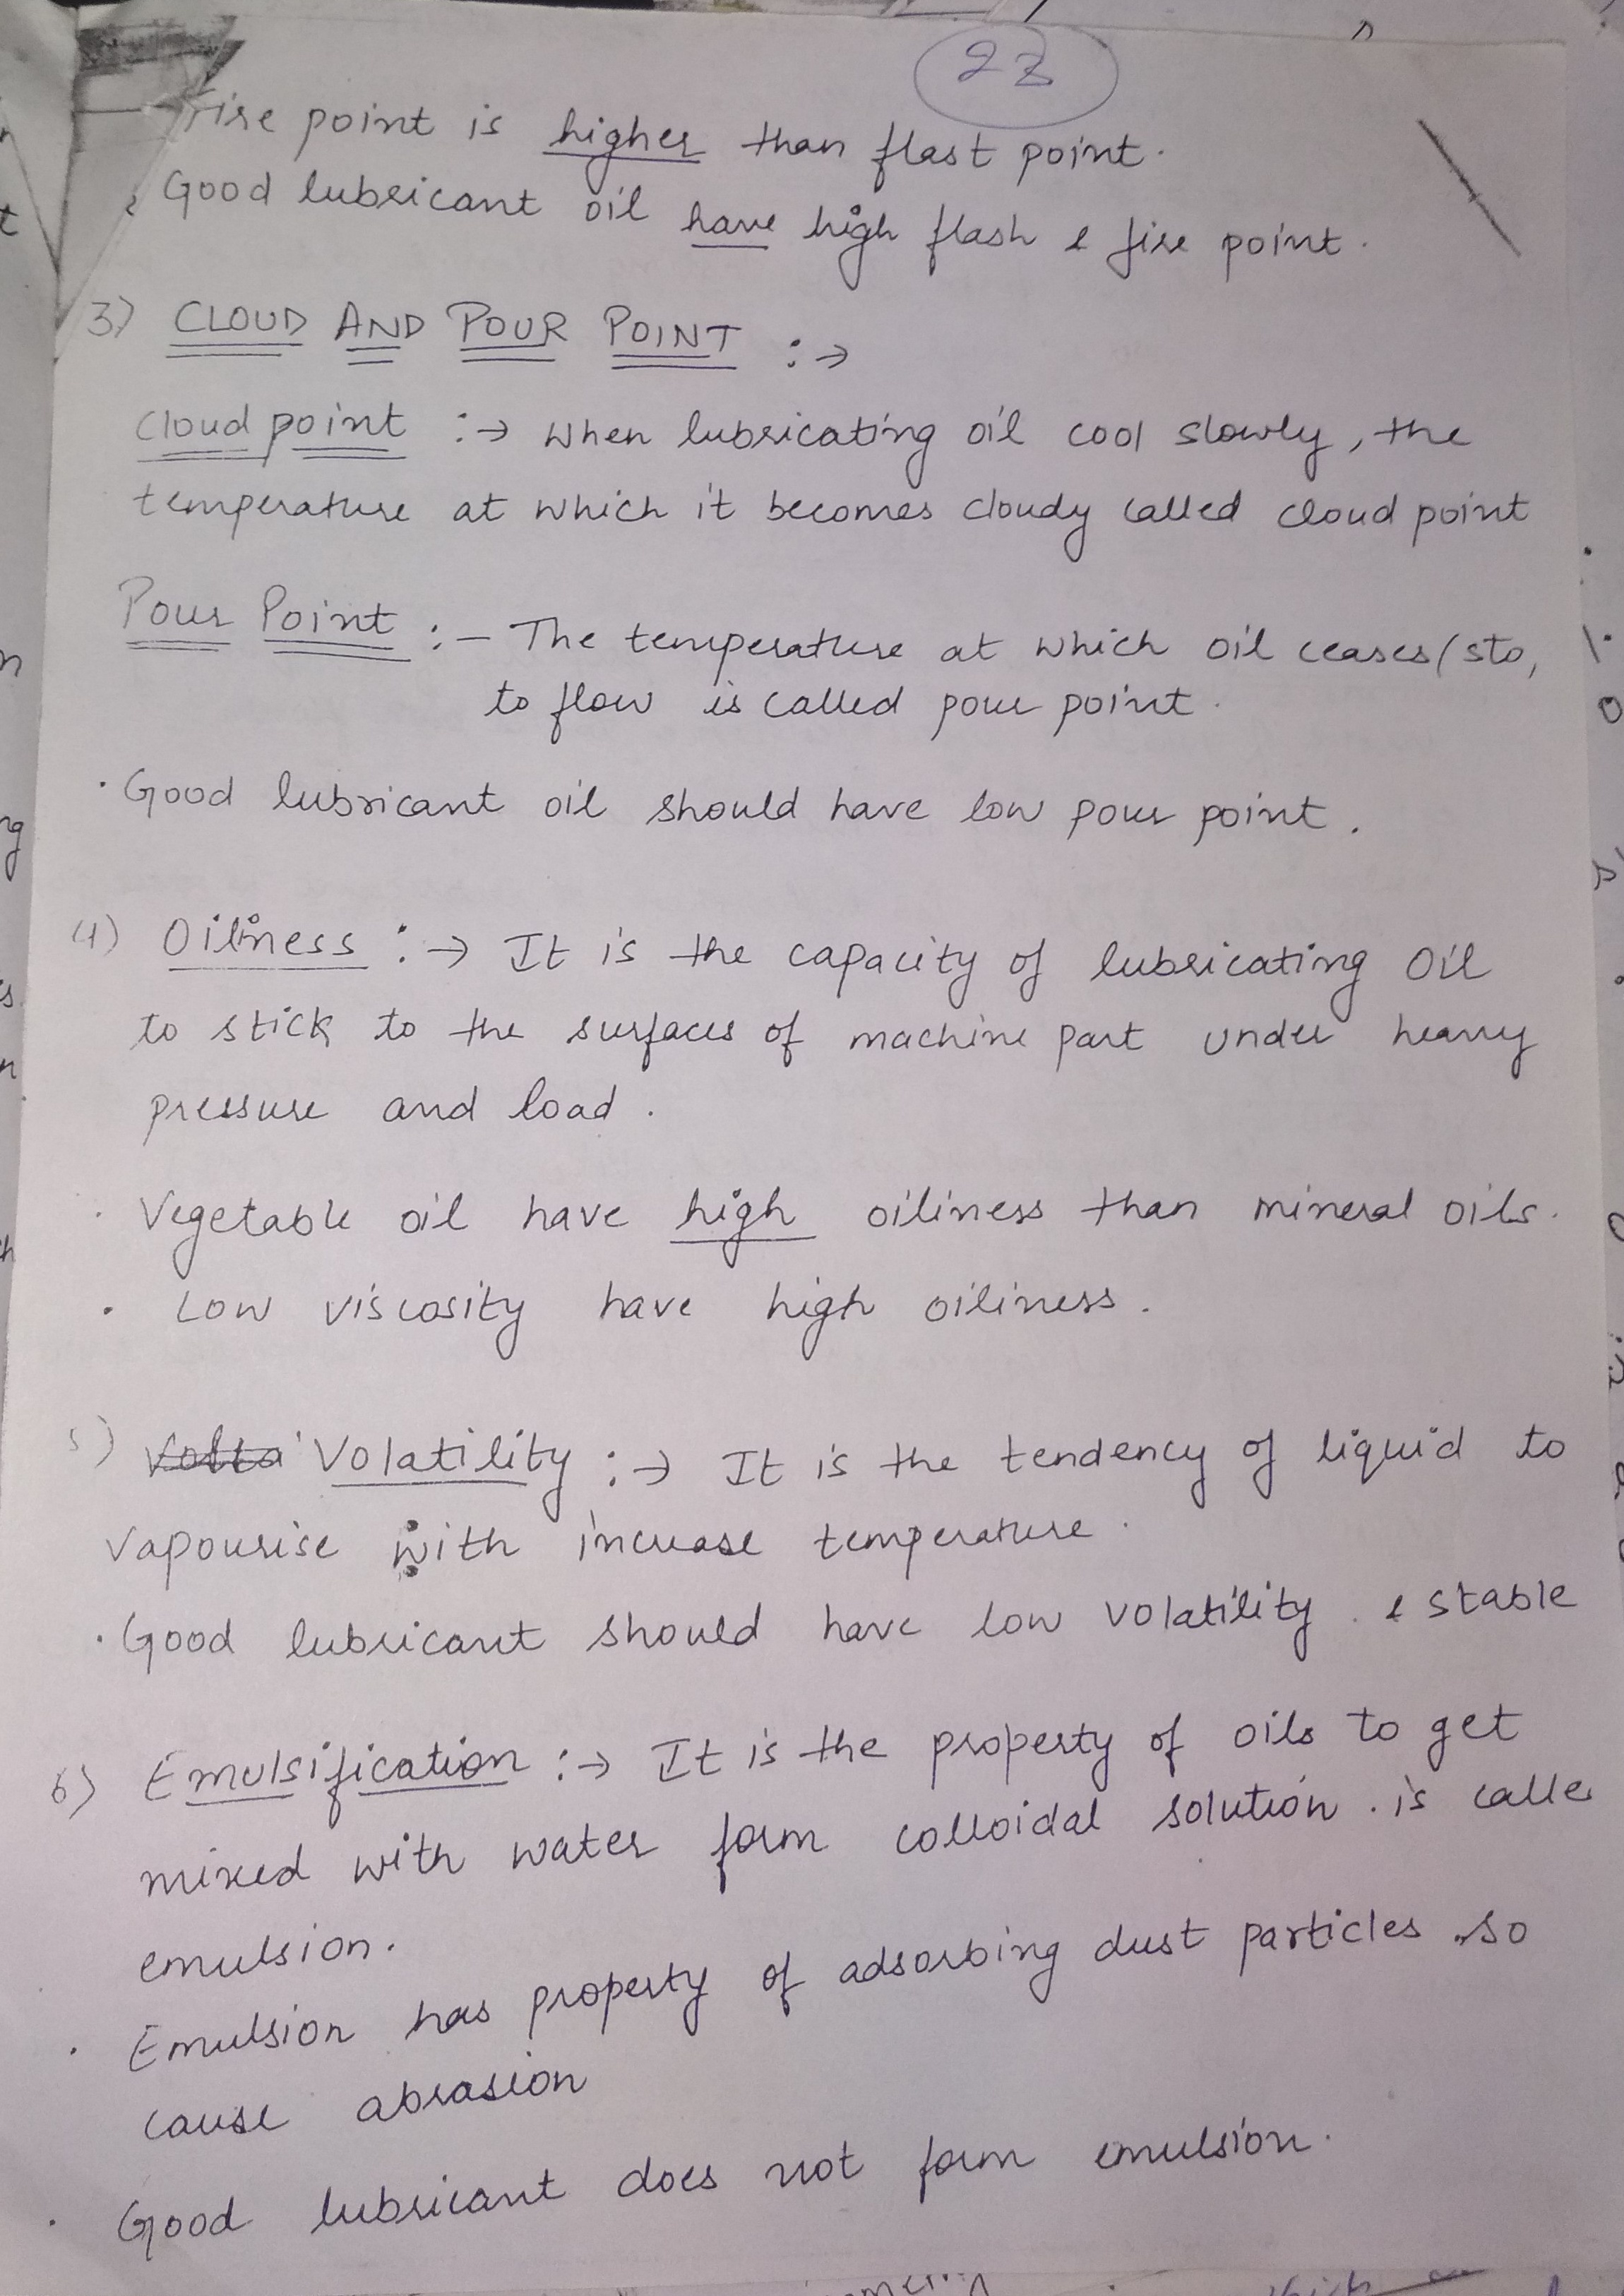 22
Fire point is higher than flast point.
Good lubricant oil have high flash & fire point.
3) CLOUD AND POUR POINT :→
Cloud point :→ When lubricating oil cool slowly, the
temperature at which it becomes cloudy called cloud point
Pour Point :- The temperature at which oil ceases (sto,
to flow is called pour point.
· Good lubricant oil should have low pour point.
4) Oiliness :→ It is the capacity of lubricating Oil
to stick to the surfaces of machine part under heavy
pressure and load.
· Vegetable oil have high oiliness than mineral oils.
· Low viscosity have high oiliness.
5) Volta Volatility :→ It is the tendency of liquid to
vapourise with increase temperature.
· Good lubricant should have low volatility. & stable
6) Emulsification :→ It is the property of oils to get
mixed with water form colloidal solution. is calle
emulsion.
· Emulsion has property of adsorbing dust particles so
cause abrasion
· Good lubricant does not form emulsion.